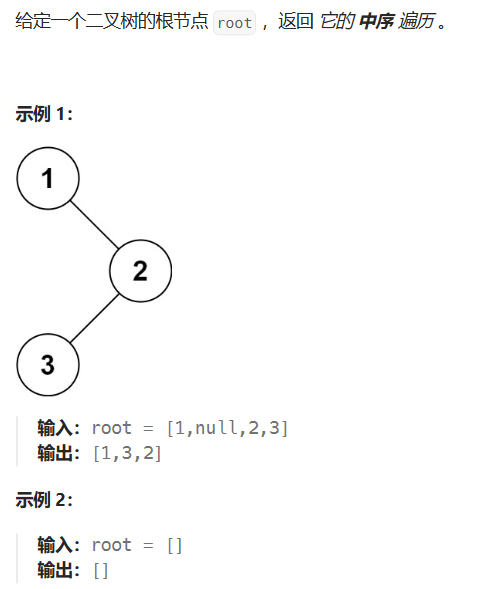 给定一个二叉树的根节点 root ，返回 它的 中序 遍历 。
示例 1：
1
2
3
输入：root = [1,null,2,3]
输出：[1,3,2]
示例 2：
输入：root = []
输出：[]